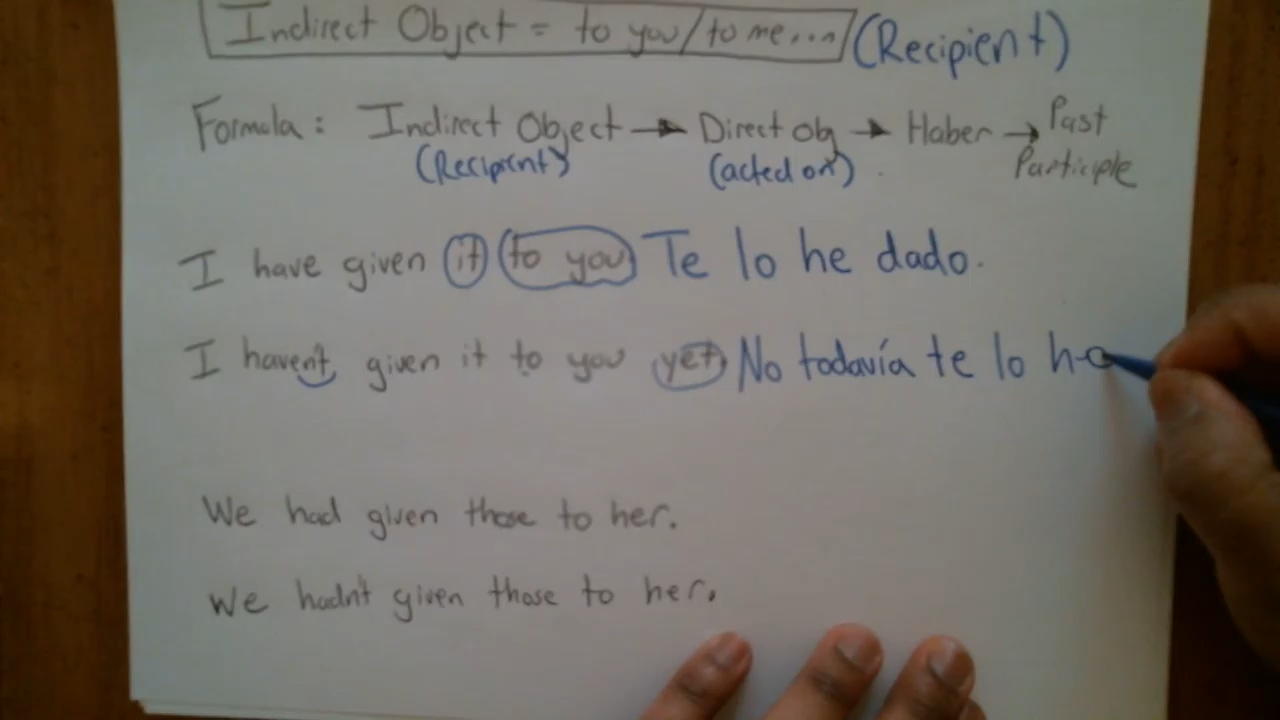 Indirect Object = to you/to me... (Recipient)
Formula: Indirect Object → Direct ob → Haber → Past Participle
(Recipient) (acted on)
I have given it to you Te lo he dado.
I haven't given it to you yet No todavía te lo ha
We had given those to her.
We hadn't given those to her.